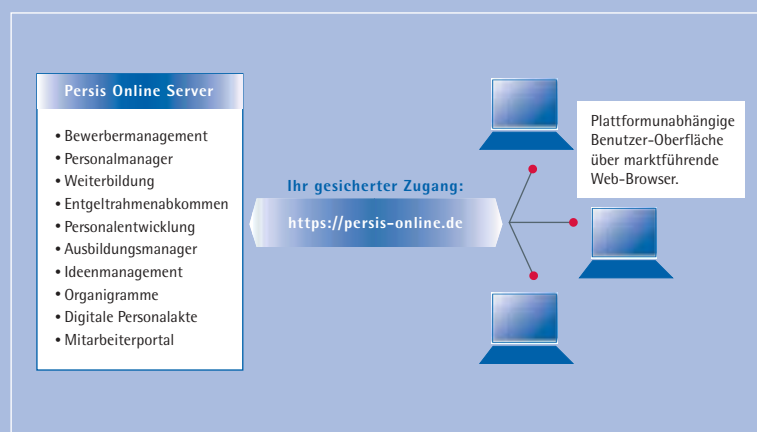 Persis Online Server
• Bewerbermanagement
• Personalmanager
• Weiterbildung
• Entgeltrahmenabkommen
• Personalentwicklung
• Ausbildungsmanager
• Ideenmanagement
• Organigramme
• Digitale Personalakte
• Mitarbeiterportal
Ihr gesicherter Zugang:
https://persis-online.de
Plattformunabhängige
Benutzer-Oberfläche
über marktführende
Web-Browser.